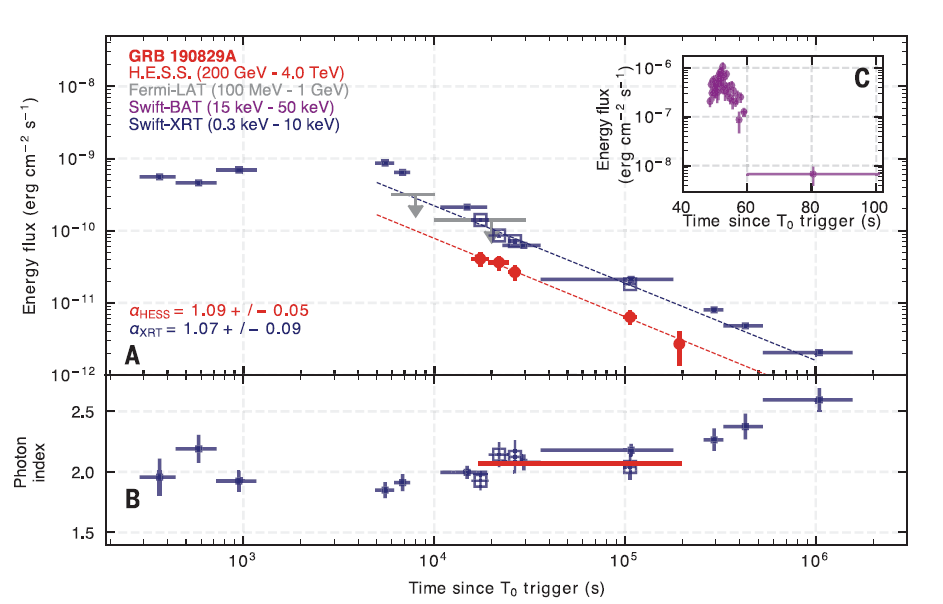 GRB 190829A
H.E.S.S. (200 GeV - 4.0 TeV)
Fermi-LAT (100 MeV - 1 GeV)
Swift-BAT (15 keV - 50 keV)
Swift-XRT (0.3 keV - 10 keV)
Energy flux (erg cm⁻² s⁻¹)
10⁻⁸
10⁻⁹
10⁻¹⁰
10⁻¹¹
10⁻¹²
α_HESS = 1.09 + / − 0.05
α_XRT = 1.07 + / − 0.09
A
C
Energy flux
(erg cm⁻² s⁻¹)
10⁻⁶
10⁻⁷
10⁻⁸
40 60 80 100
Time since T₀ trigger (s)
Photon
index
2.5
2.0
1.5
B
10³ 10⁴ 10⁵ 10⁶
Time since T₀ trigger (s)